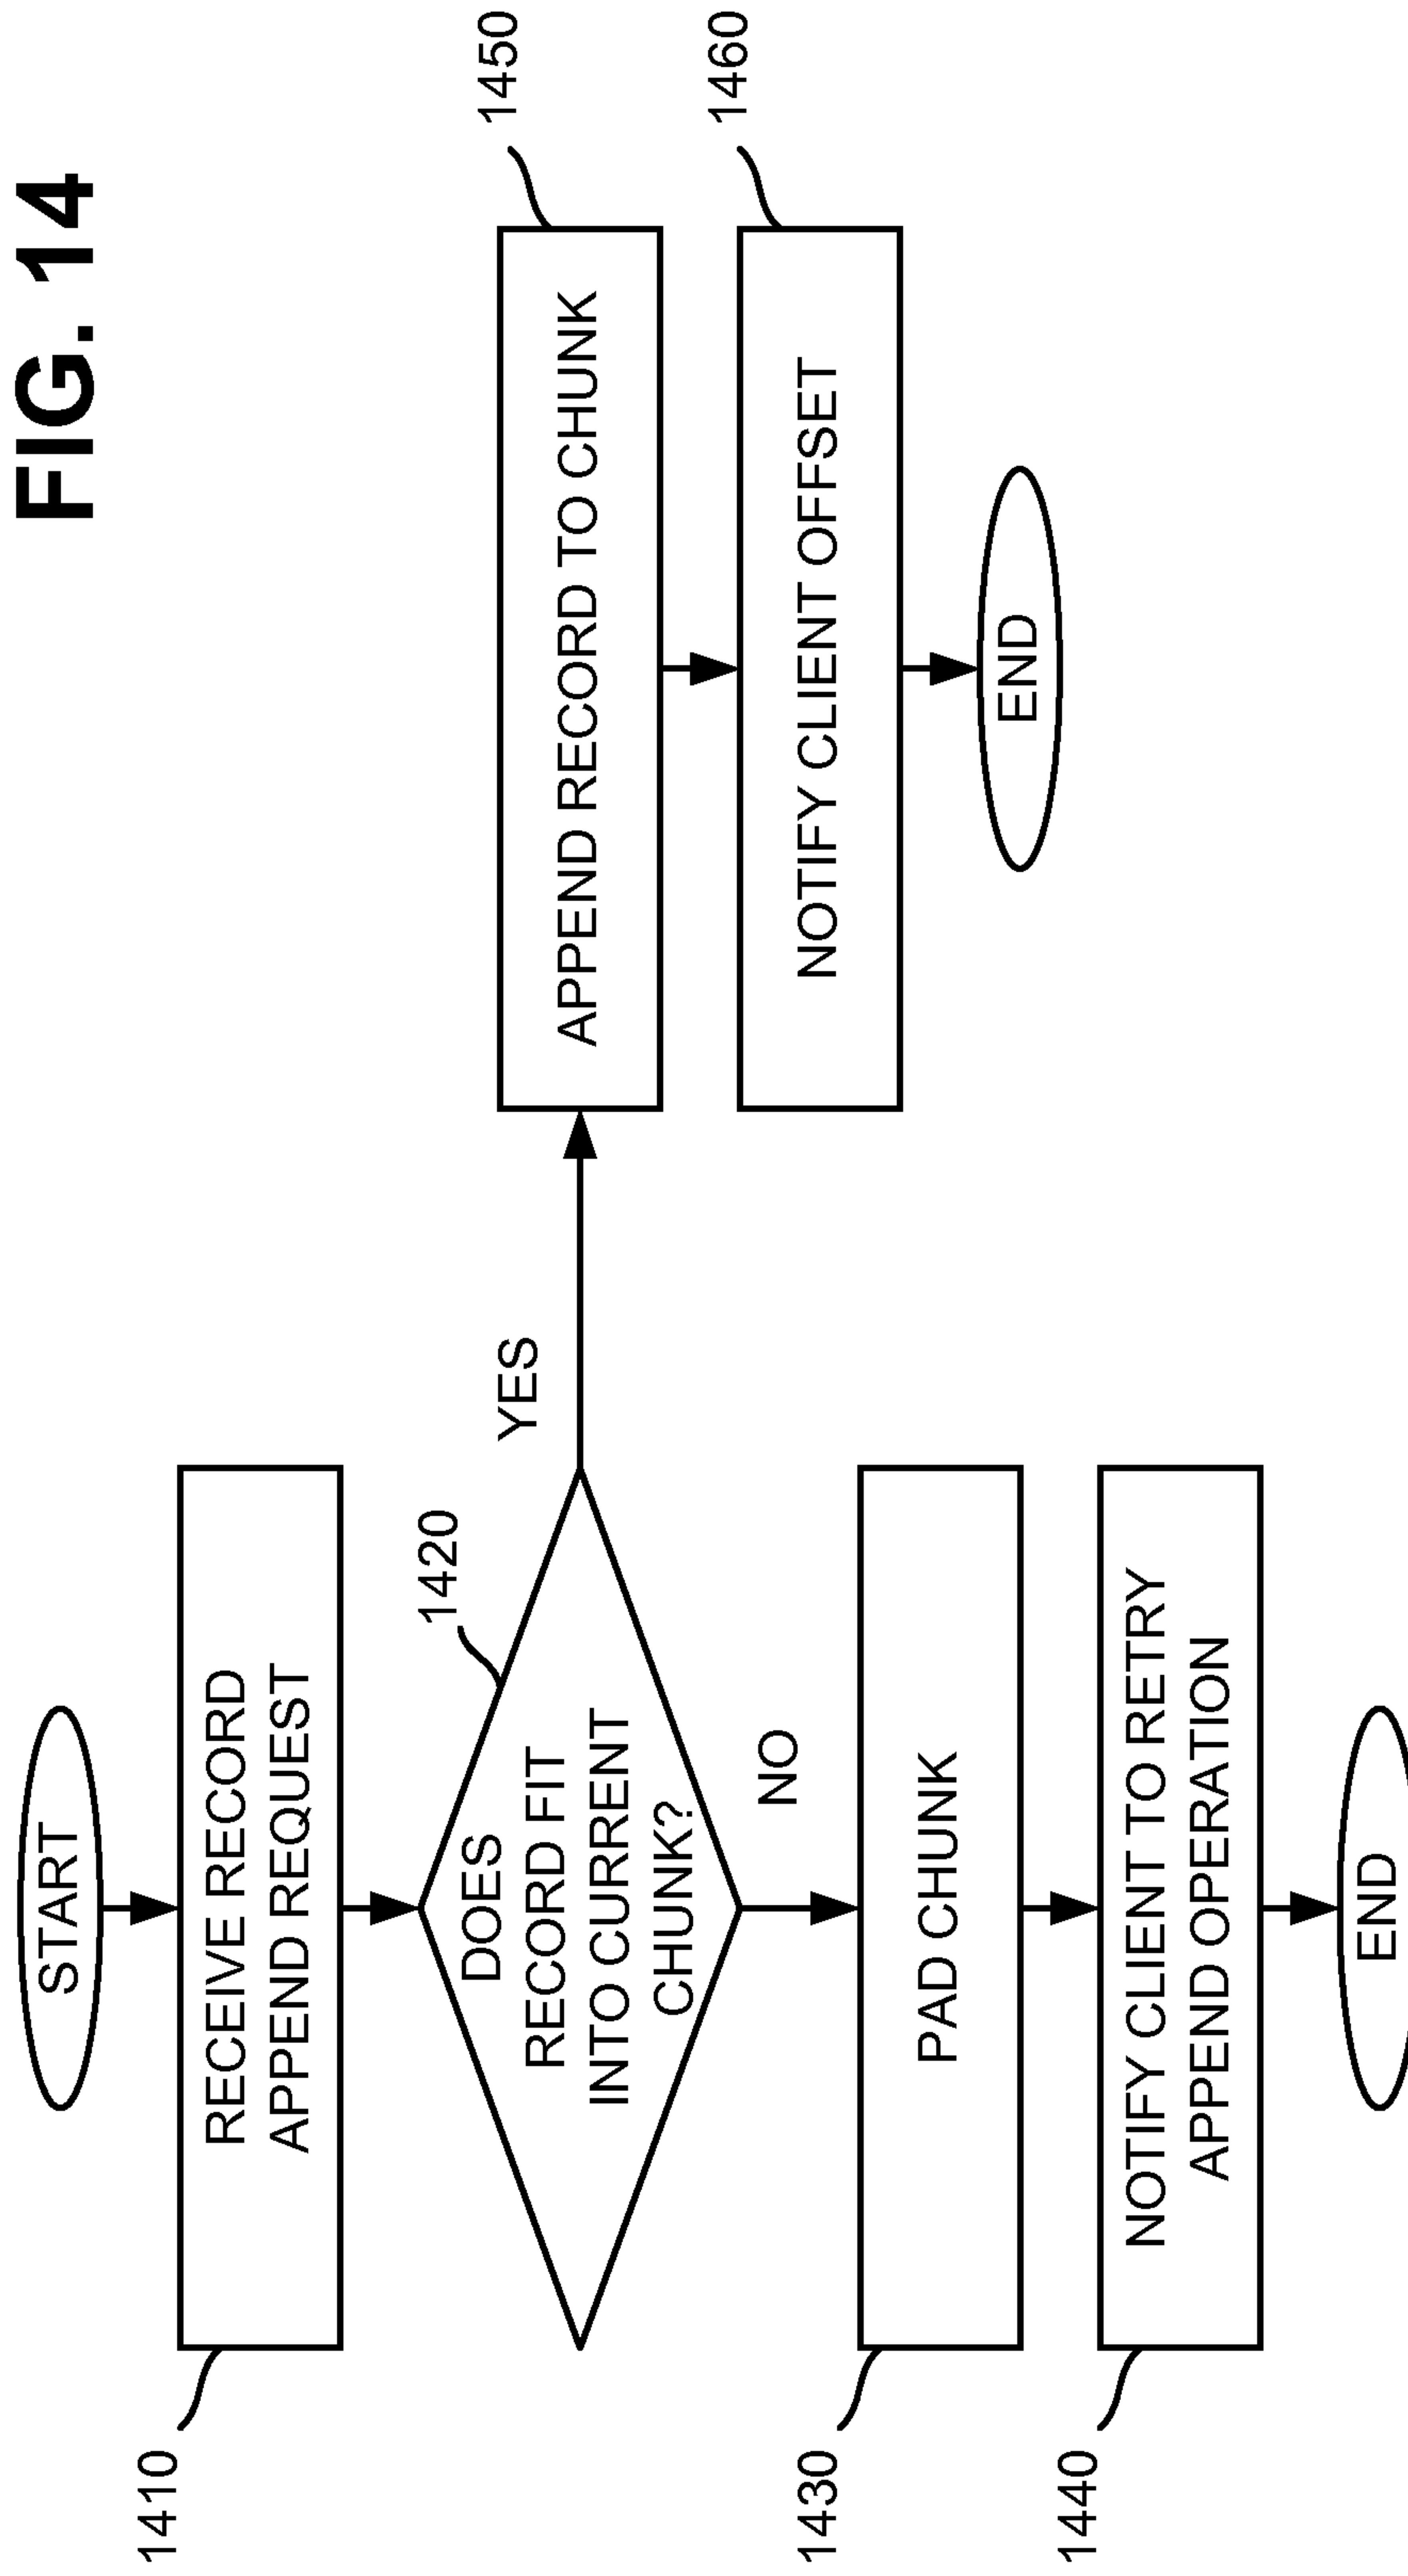 FIG. 14
START
1410
RECEIVE RECORD
APPEND REQUEST
1420
DOES
RECORD FIT
INTO CURRENT
CHUNK?
YES
1450
APPEND RECORD TO CHUNK
1460
NOTIFY CLIENT OFFSET
END
NO
1430
PAD CHUNK
1440
NOTIFY CLIENT TO RETRY
APPEND OPERATION
END